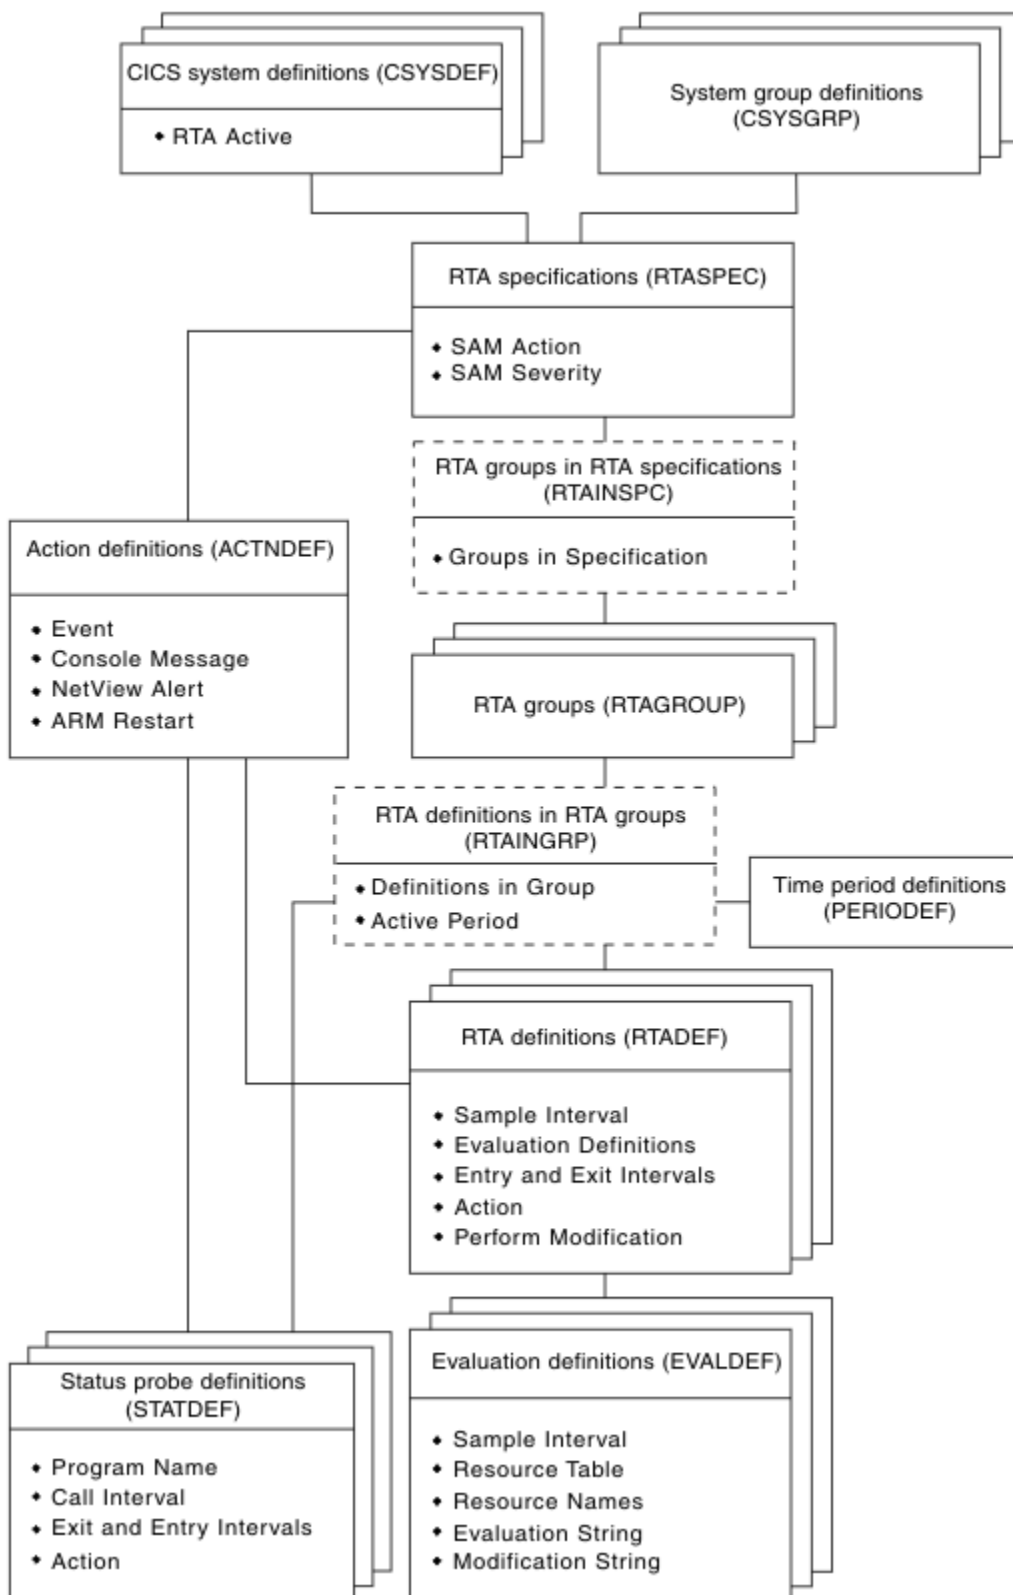 CICS system definitions (CSYSDEF)
RTA Active
System group definitions
(CSYSGRP)
RTA specifications (RTASPEC)
SAM Action
SAM Severity
RTA groups in RTA specifications
(RTAINSPC)
Groups in Specification
Action definitions (ACTNDEF)
Event
Console Message
NetView Alert
ARM Restart
RTA groups (RTAGROUP)
RTA definitions in RTA groups
(RTAINGRP)
Definitions in Group
Active Period
Time period definitions
(PERIODEF)
RTA definitions (RTADEF)
Sample Interval
Evaluation Definitions
Entry and Exit Intervals
Action
Perform Modification
Status probe definitions
(STATDEF)
Program Name
Call Interval
Exit and Entry Intervals
Action
Evaluation definitions (EVALDEF)
Sample Interval
Resource Table
Resource Names
Evaluation String
Modification String